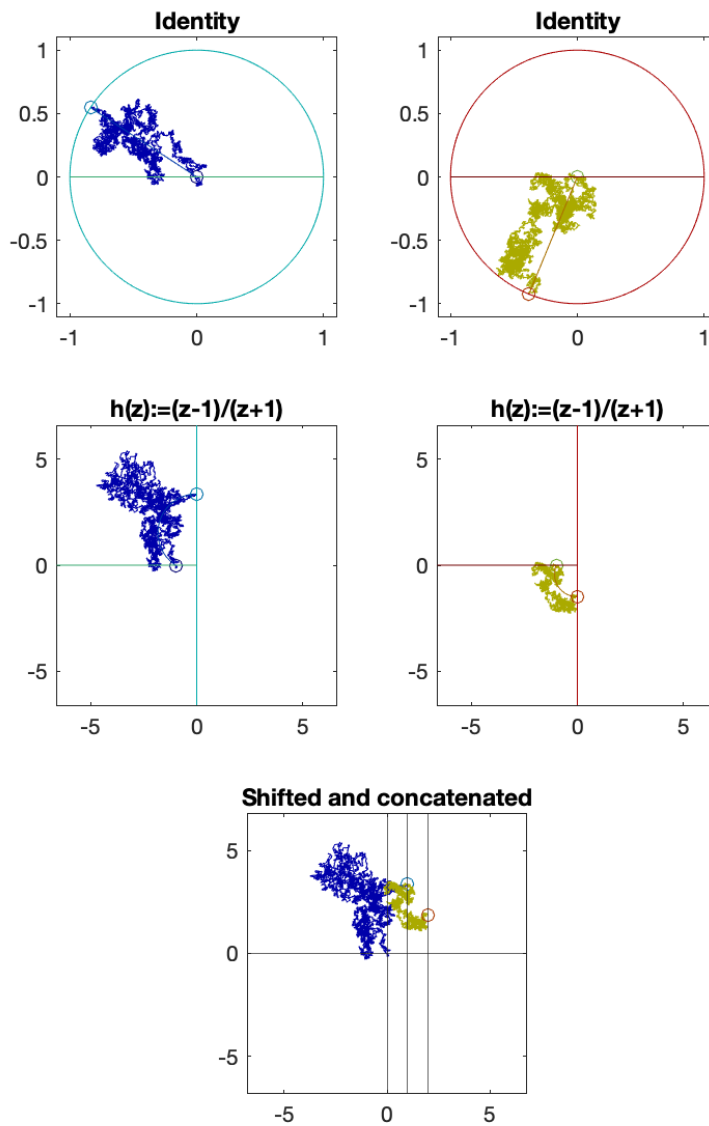 Identity Identity
1 1
0.5 0.5
0 0
-0.5 -0.5
-1 -1
-1 0 1 -1 0 1
h(z):=(z-1)/(z+1) h(z):=(z-1)/(z+1)
5 5
0 0
-5 -5
-5 0 5 -5 0 5
Shifted and concatenated
5
0
-5
-5 0 5